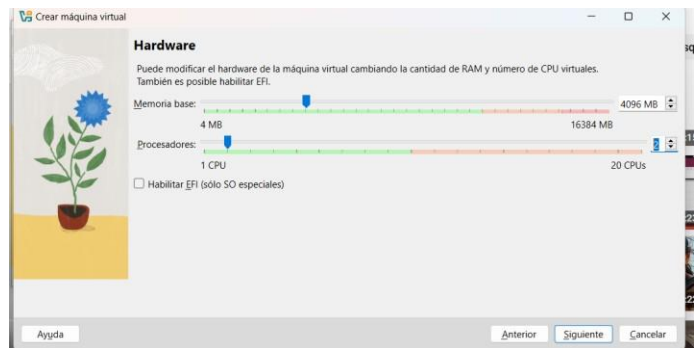 Crear máquina virtual
Hardware
Puede modificar el hardware de la máquina virtual cambiando la cantidad de RAM y número de CPU virtuales.
También es posible habilitar EFI.
Memoria base:
4096 MB
4 MB
16384 MB
Procesadores:
2
1 CPU
20 CPUs
Habilitar EFI (sólo SO especiales)
Ayuda
Anterior
Siguiente
Cancelar